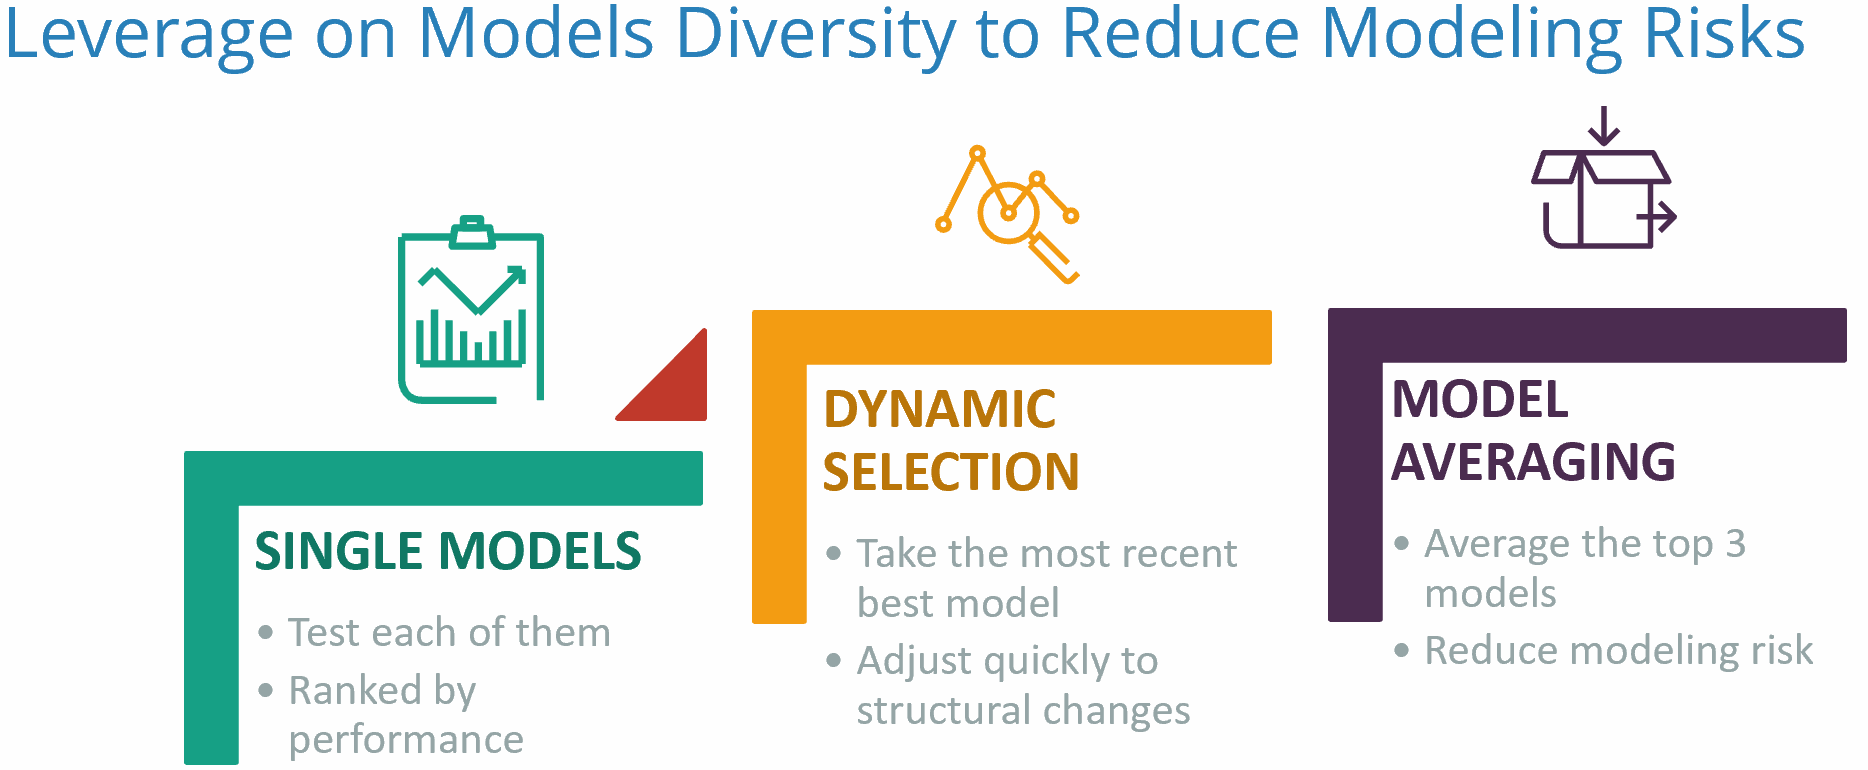 Leverage on Models Diversity to Reduce Modeling Risks
SINGLE MODELS
• Test each of them
• Ranked by
performance
DYNAMIC
SELECTION
• Take the most recent
best model
• Adjust quickly to
structural changes
MODEL
AVERAGING
• Average the top 3
models
• Reduce modeling risk